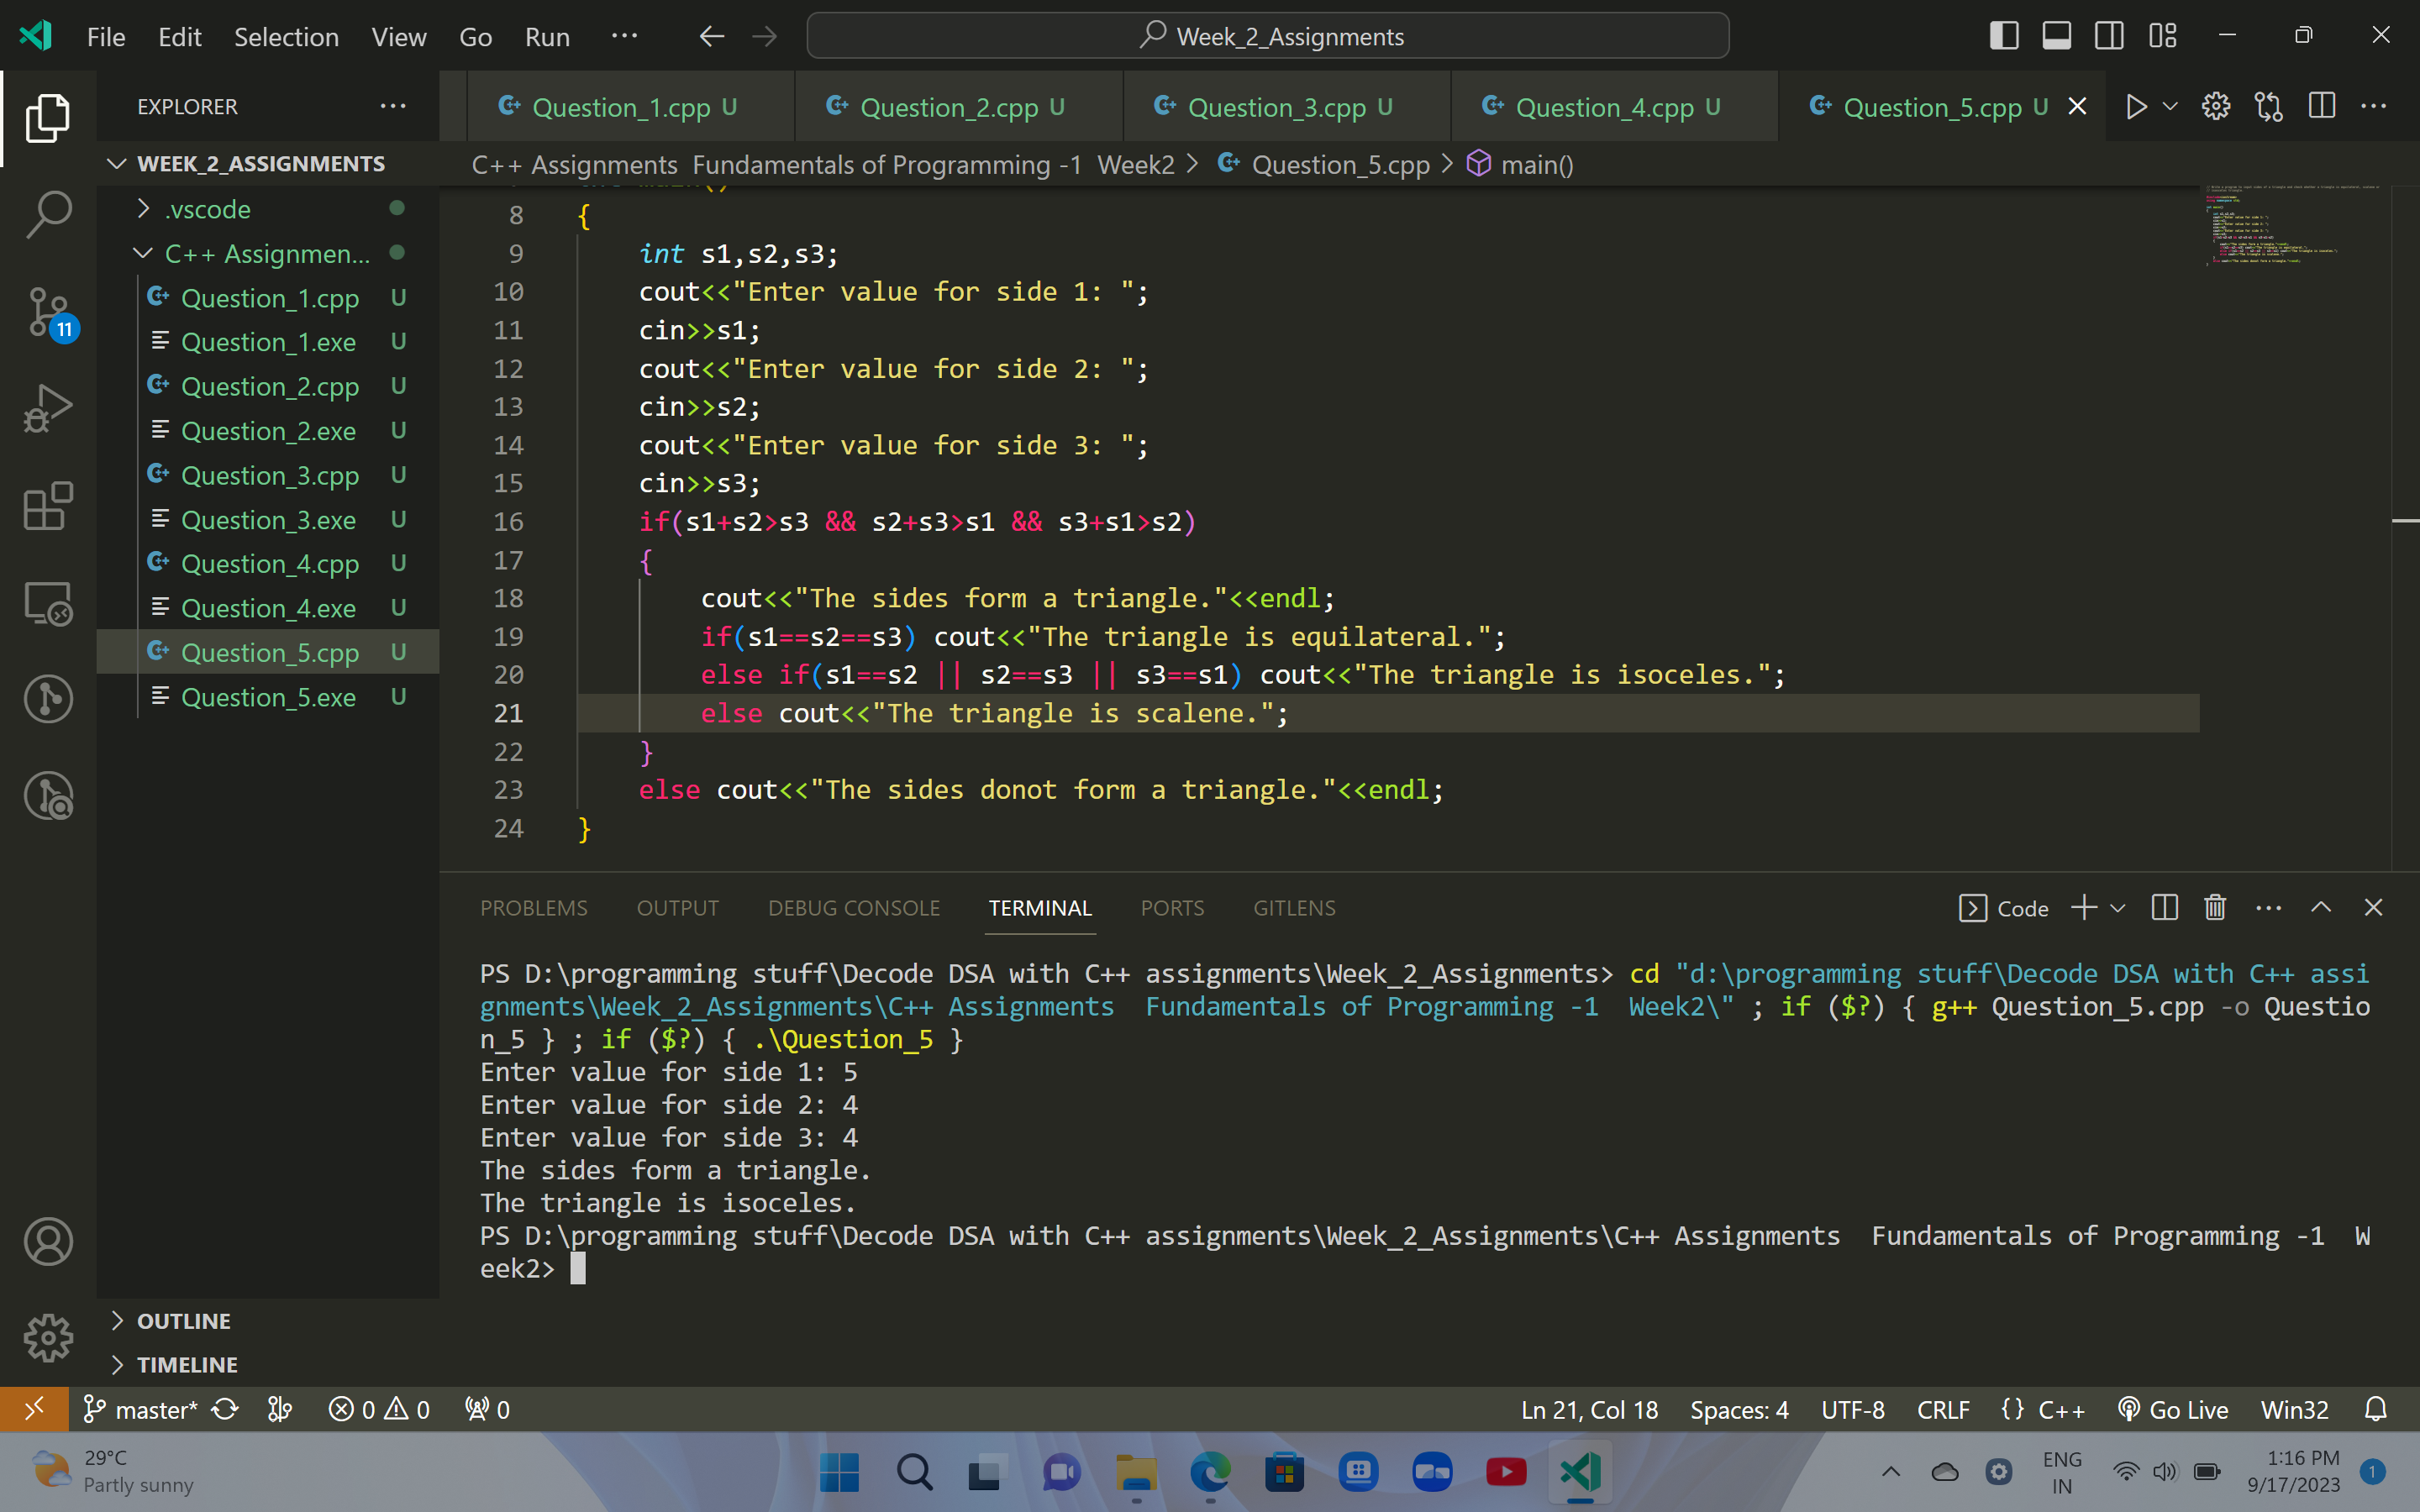 File Edit Selection View Go Run ··· Week_2_Assignments
EXPLORER ···
Question_1.cpp U Question_2.cpp U Question_3.cpp U Question_4.cpp U Question_5.cpp U
WEEK_2_ASSIGNMENTS
C++ Assignments Fundamentals of Programming -1 Week2 > Question_5.cpp > main()
.vscode
C++ Assignmen...
Question_1.cpp U
Question_1.exe U
Question_2.cpp U
Question_2.exe U
Question_3.cpp U
Question_3.exe U
Question_4.cpp U
Question_4.exe U
Question_5.cpp U
Question_5.exe U
11
OUTLINE
TIMELINE
8 {
9 int s1,s2,s3;
10 cout<<"Enter value for side 1: ";
11 cin>>s1;
12 cout<<"Enter value for side 2: ";
13 cin>>s2;
14 cout<<"Enter value for side 3: ";
15 cin>>s3;
16 if(s1+s2>s3 && s2+s3>s1 && s3+s1>s2)
17 {
18 cout<<"The sides form a triangle."<<endl;
19 if(s1==s2==s3) cout<<"The triangle is equilateral.";
20 else if(s1==s2 || s2==s3 || s3==s1) cout<<"The triangle is isoceles.";
21 else cout<<"The triangle is scalene.";
22 }
23 else cout<<"The sides donot form a triangle."<<endl;
24 }
PROBLEMS OUTPUT DEBUG CONSOLE TERMINAL PORTS GITLENS Code
PS D:\programming stuff\Decode DSA with C++ assignments\Week_2_Assignments> cd "d:\programming stuff\Decode DSA with C++ assi
gnments\Week_2_Assignments\C++ Assignments  Fundamentals of Programming -1  Week2\" ; if ($?) { g++ Question_5.cpp -o Questio
n_5 } ; if ($?) { .\Question_5 }
Enter value for side 1: 5
Enter value for side 2: 4
Enter value for side 3: 4
The sides form a triangle.
The triangle is isoceles.
PS D:\programming stuff\Decode DSA with C++ assignments\Week_2_Assignments\C++ Assignments  Fundamentals of Programming -1  W
eek2>
master* 0 0 0 Ln 21, Col 18 Spaces: 4 UTF-8 CRLF {} C++ Go Live Win32
29°C
Partly sunny
ENG
IN
1:16 PM
9/17/2023
1